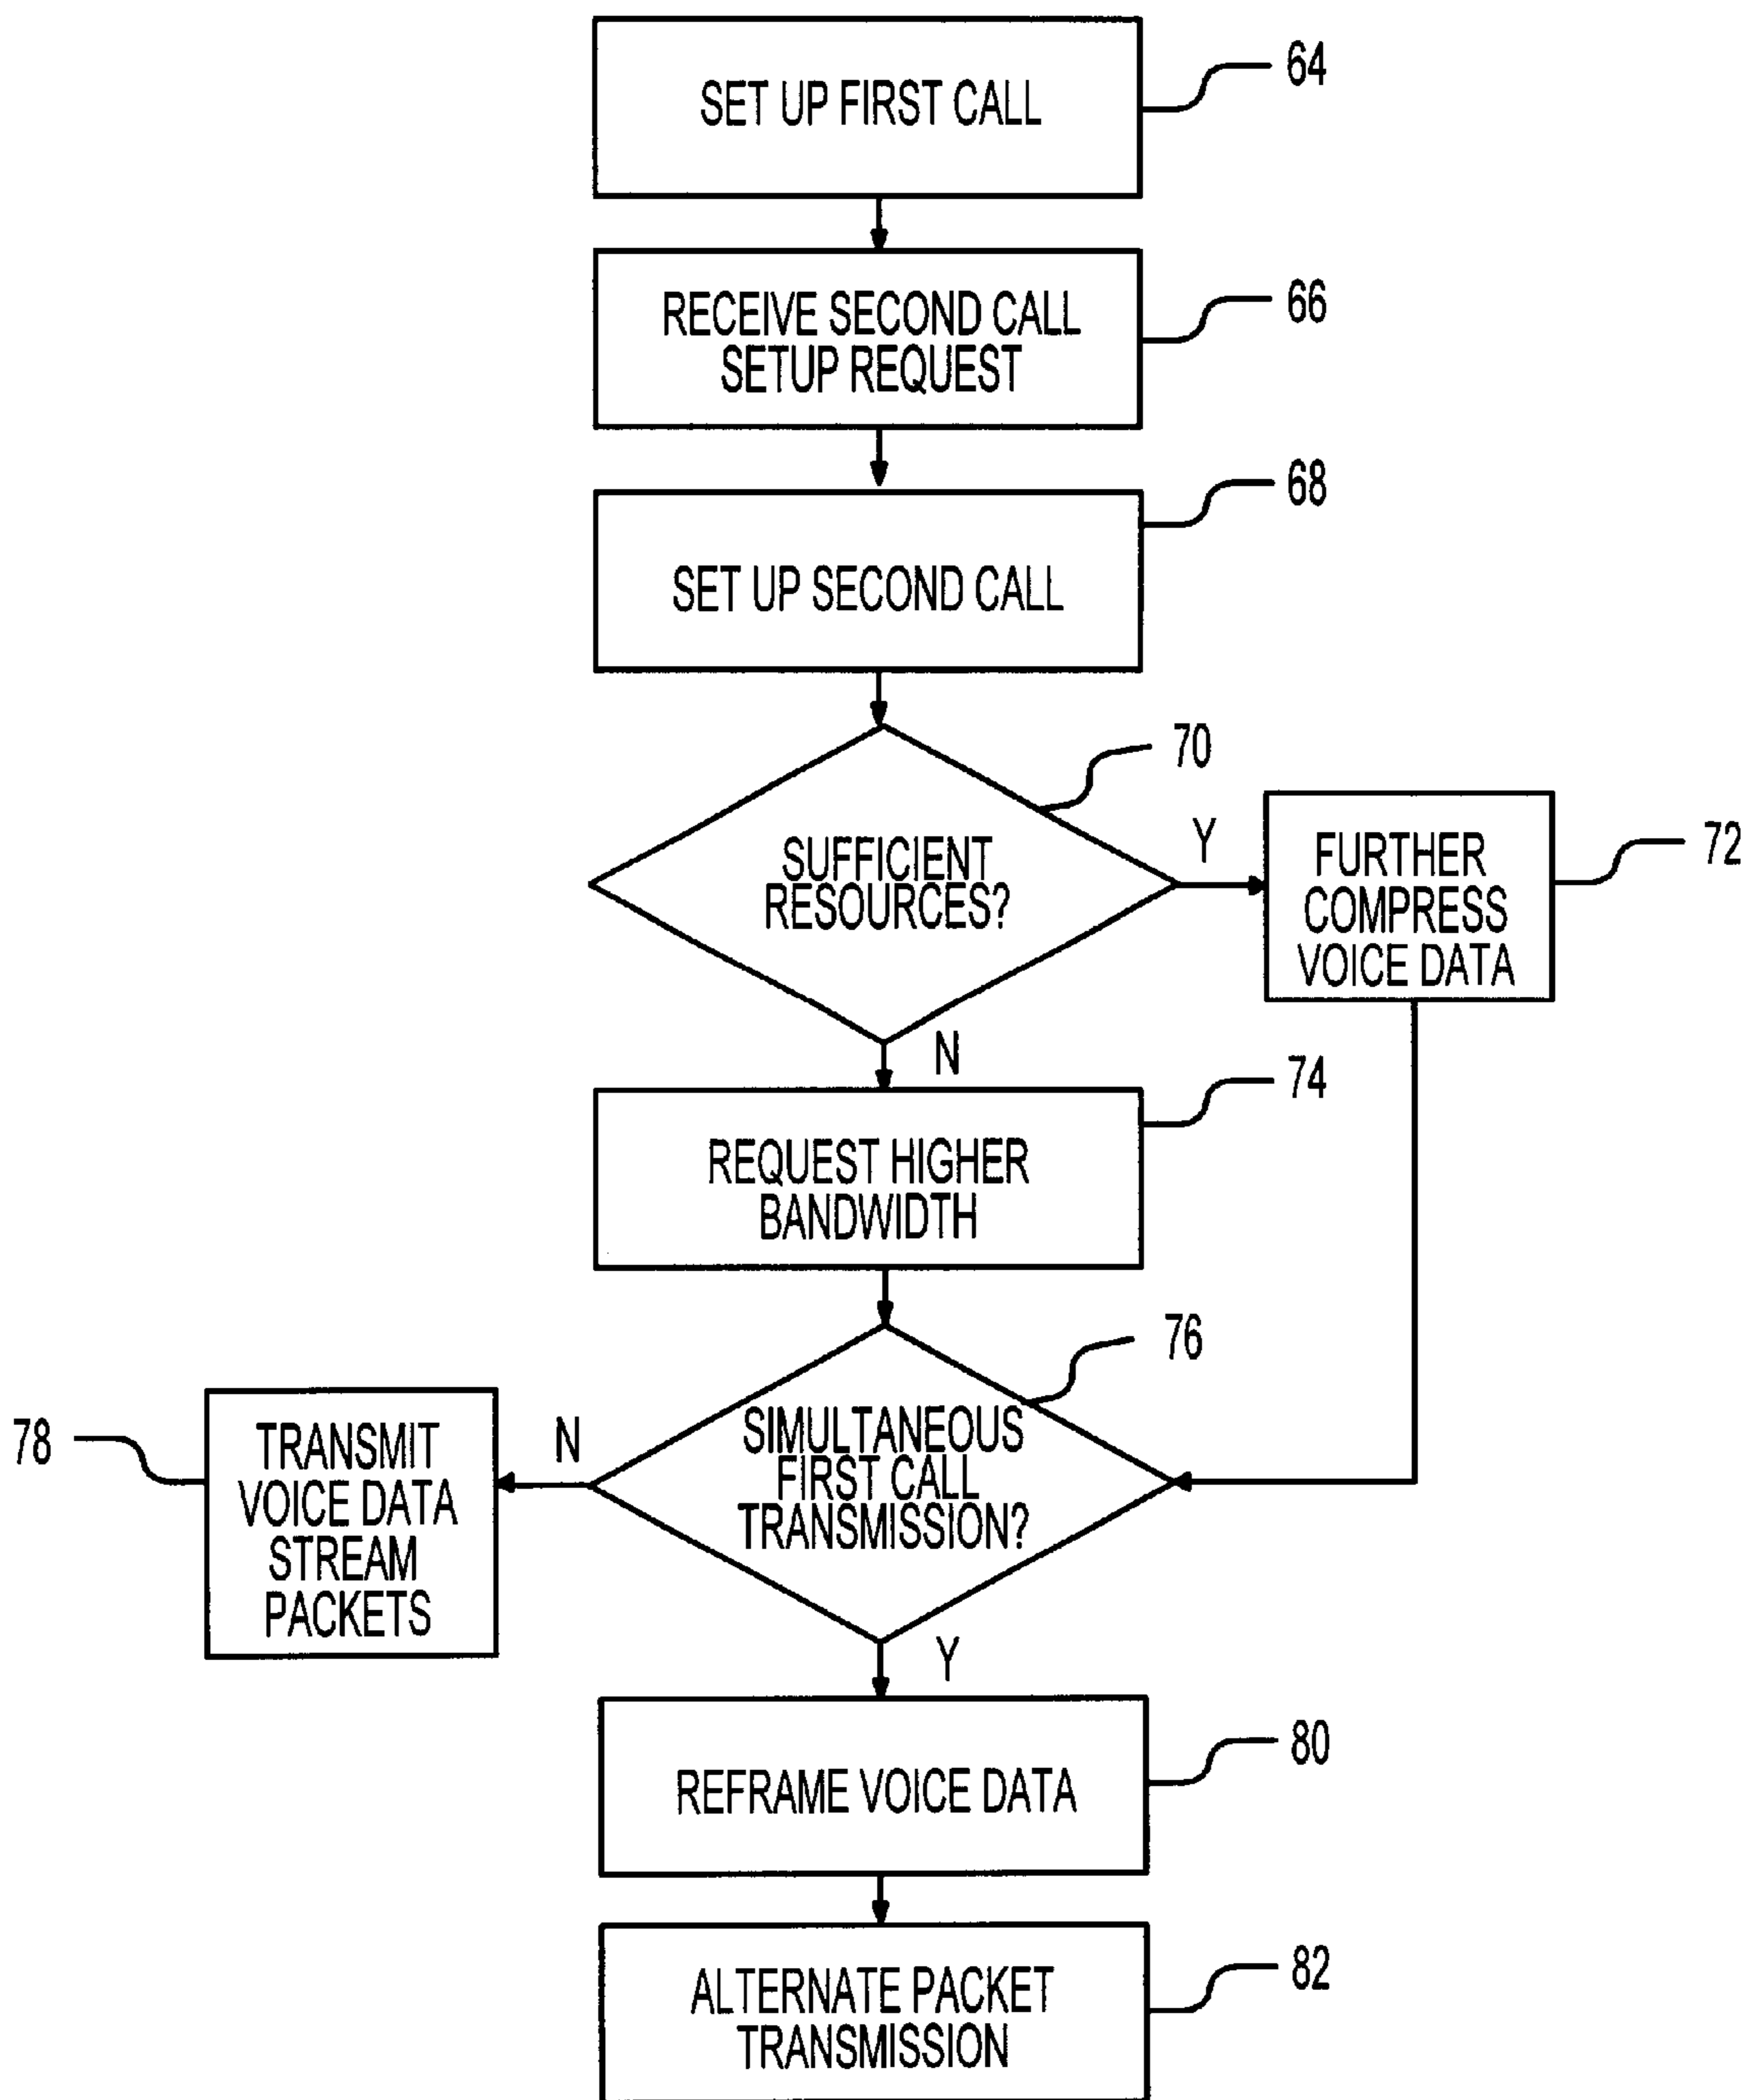 SET UP FIRST CALL
64
RECEIVE SECOND CALL
SETUP REQUEST
66
SET UP SECOND CALL
68
SUFFICIENT
RESOURCES?
70
Y
FURTHER
COMPRESS
VOICE DATA
72
N
REQUEST HIGHER
BANDWIDTH
74
SIMULTANEOUS
FIRST CALL
TRANSMISSION?
76
N
TRANSMIT
VOICE DATA
STREAM
PACKETS
78
Y
REFRAME VOICE DATA
80
ALTERNATE PACKET
TRANSMISSION
82